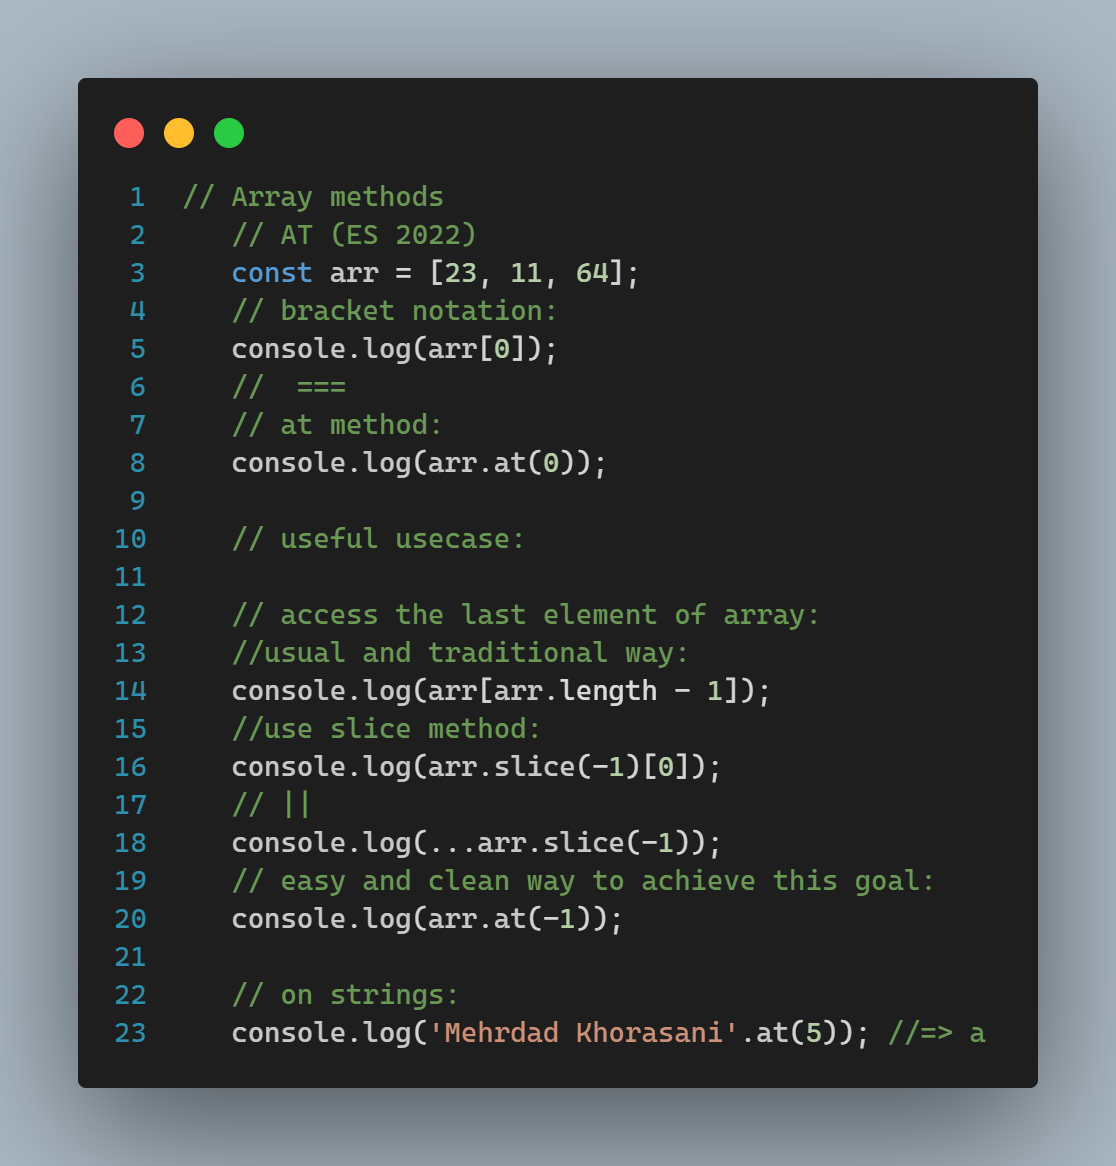 1 // Array methods
2 // AT (ES 2022)
3 const arr = [23, 11, 64];
4 // bracket notation:
5 console.log(arr[0]);
6 //  ===
7 // at method:
8 console.log(arr.at(0));
9
10 // useful usecase:
11
12 // access the last element of array:
13 //usual and traditional way:
14 console.log(arr[arr.length - 1]);
15 //use slice method:
16 console.log(arr.slice(-1)[0]);
17 // ||
18 console.log(...arr.slice(-1));
19 // easy and clean way to achieve this goal:
20 console.log(arr.at(-1));
21
22 // on strings:
23 console.log('Mehrdad Khorasani'.at(5)); //=> a